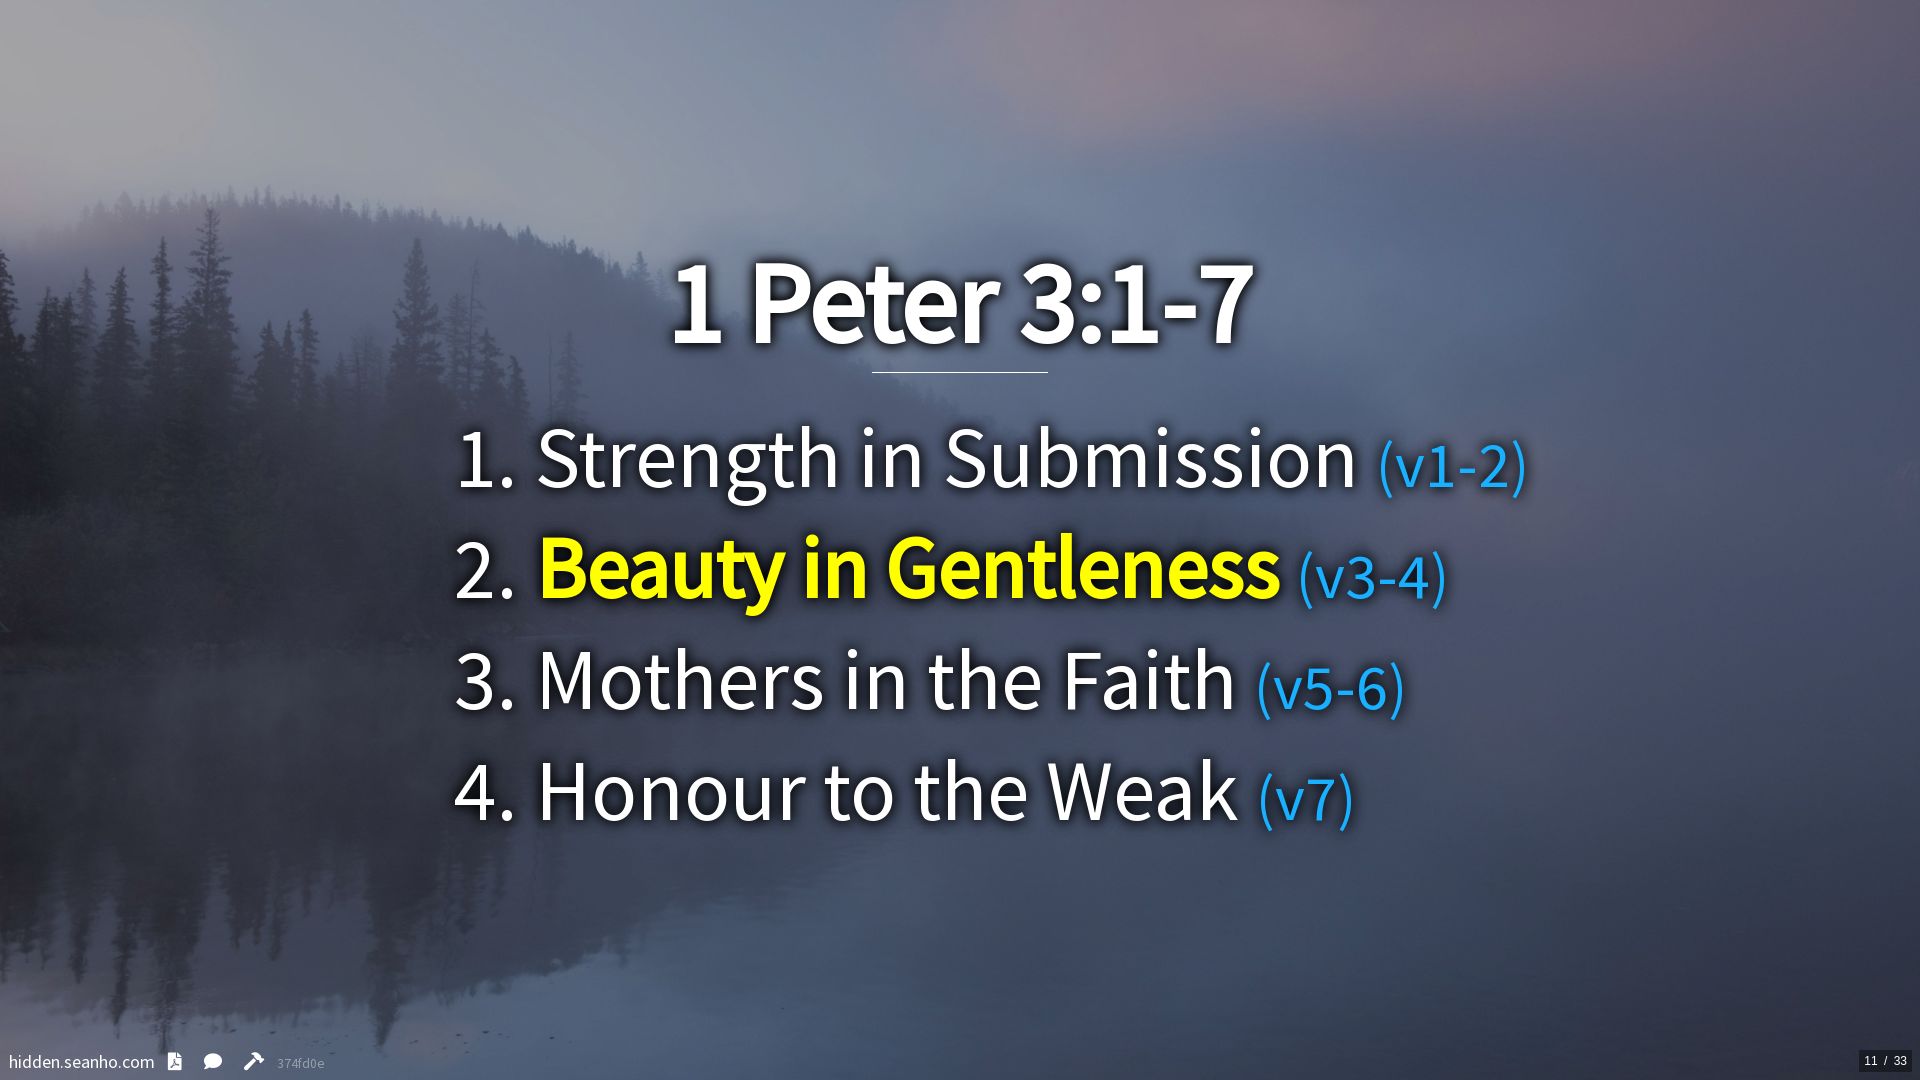 1 Peter 3:1-7
1. Strength in Submission (v1-2)
2. Beauty in Gentleness (v3-4)
3. Mothers in the Faith (v5-6)
4. Honour to the Weak (v7)
hidden.seanho.com 374fd0e
11 / 33